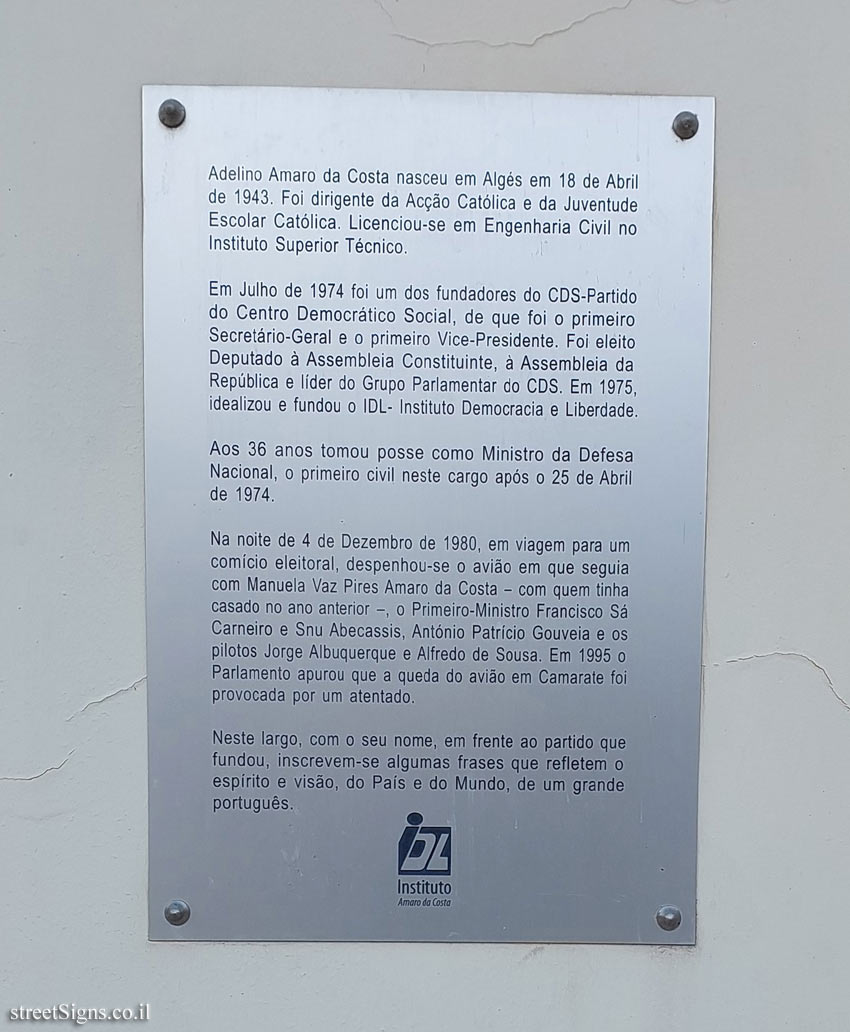 Adelino Amaro da Costa nasceu em Algés em 18 de Abril
de 1943. Foi dirigente da Acção Católica e da Juventude
Escolar Católica. Licenciou-se em Engenharia Civil no
Instituto Superior Técnico.
Em Julho de 1974 foi um dos fundadores do CDS-Partido
do Centro Democrático Social, de que foi o primeiro
Secretário-Geral e o primeiro Vice-Presidente. Foi eleito
Deputado à Assembleia Constituinte, à Assembleia da
República e líder do Grupo Parlamentar do CDS. Em 1975,
idealizou e fundou o IDL- Instituto Democracia e Liberdade.
Aos 36 anos tomou posse como Ministro da Defesa
Nacional, o primeiro civil neste cargo após o 25 de Abril
de 1974.
Na noite de 4 de Dezembro de 1980, em viagem para um
comício eleitoral, despenhou-se o avião em que seguia
com Manuela Vaz Pires Amaro da Costa – com quem tinha
casado no ano anterior –, o Primeiro-Ministro Francisco Sá
Carneiro e Snu Abecassis, António Patrício Gouveia e os
pilotos Jorge Albuquerque e Alfredo de Sousa. Em 1995 o
Parlamento apurou que a queda do avião em Camarate foi
provocada por um atentado.
Neste largo, com o seu nome, em frente ao partido que
fundou, inscrevem-se algumas frases que refletem o
espírito e visão, do País e do Mundo, de um grande
português.
iDL
Instituto
Amaro da Costa
streetSigns.co.il